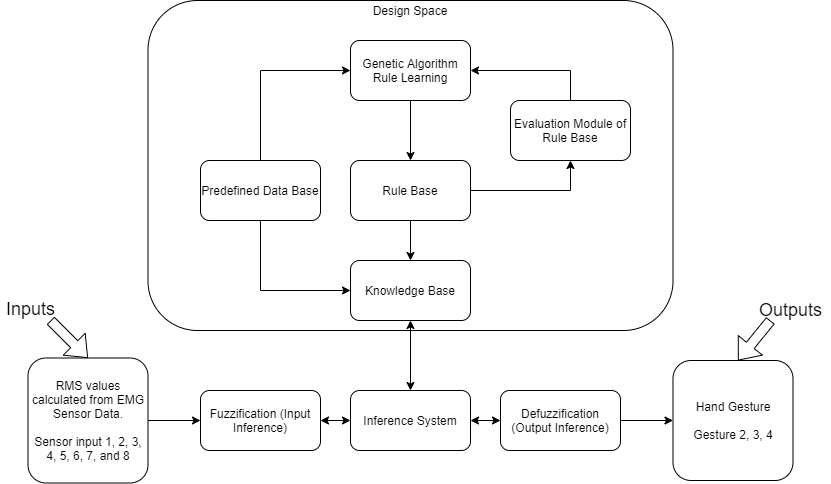 Design Space
Genetic Algorithm
Rule Learning
Evaluation Module of
Rule Base
Predefined Data Base
Rule Base
Knowledge Base
Inputs
Outputs
RMS values
calculated from EMG
Sensor Data.
Sensor input 1, 2, 3,
4, 5, 6, 7, and 8
Fuzzification (Input
Inference)
Inference System
Defuzzification
(Output Inference)
Hand Gesture
Gesture 2, 3, 4